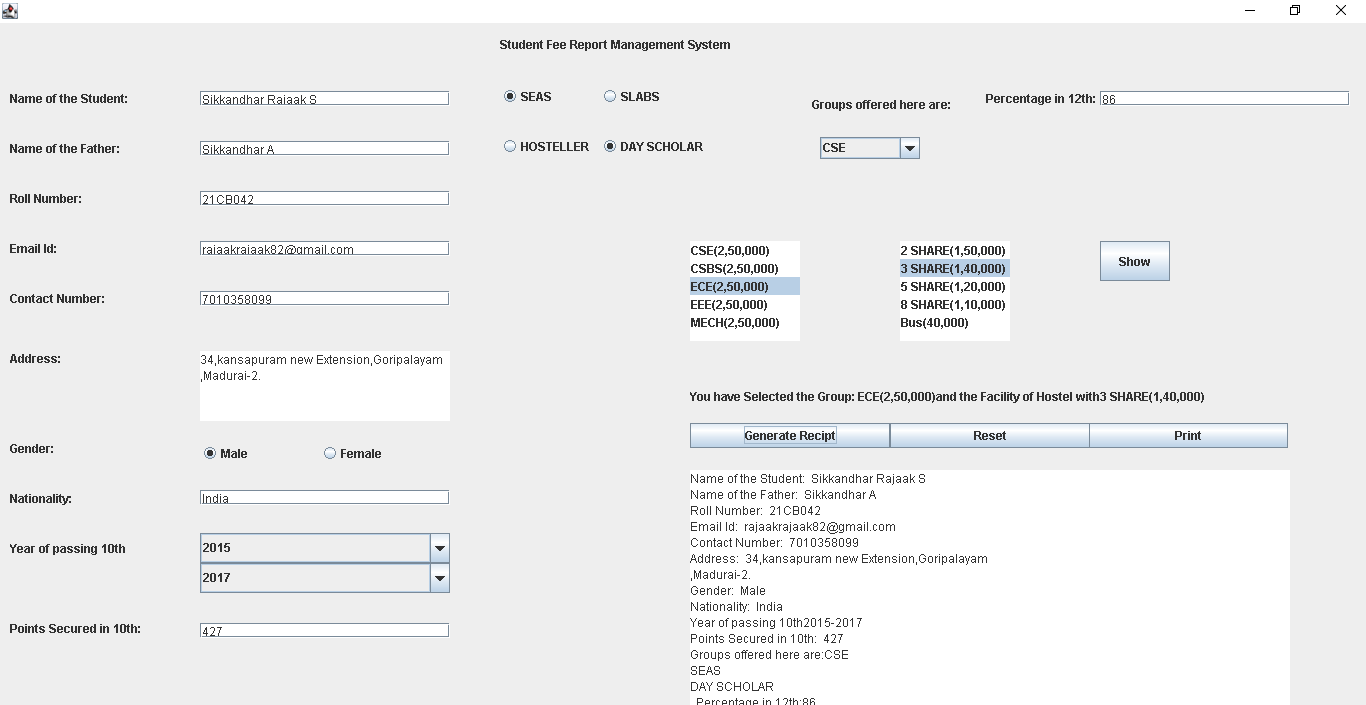 Student Fee Report Management System
Name of the Student: Sikkandhar Rajaak S
SEAS SLABS
Groups offered here are:
Percentage in 12th: 86
Name of the Father: Sikkandhar A
HOSTELLER DAY SCHOLAR
CSE
Roll Number: 21CB042
Email Id: rajaakrajaak82@gmail.com
Contact Number: 7010358099
CSE(2,50,000)
CSBS(2,50,000)
ECE(2,50,000)
EEE(2,50,000)
MECH(2,50,000)
2 SHARE(1,50,000)
3 SHARE(1,40,000)
5 SHARE(1,20,000)
8 SHARE(1,10,000)
Bus(40,000)
Show
Address: 34,kansapuram new Extension,Goripalayam
,Madurai-2.
Gender: Male Female
Nationality: India
Year of passing 10th 2015
2017
Points Secured in 10th: 427
You have Selected the Group: ECE(2,50,000)and the Facility of Hostel with3 SHARE(1,40,000)
Generate Recipt Reset Print
Name of the Student: Sikkandhar Rajaak S
Name of the Father: Sikkandhar A
Roll Number: 21CB042
Email Id: rajaakrajaak82@gmail.com
Contact Number: 7010358099
Address: 34,kansapuram new Extension,Goripalayam
,Madurai-2.
Gender: Male
Nationality: India
Year of passing 10th2015-2017
Points Secured in 10th: 427
Groups offered here are:CSE
SEAS
DAY SCHOLAR
Percentage in 12th:86